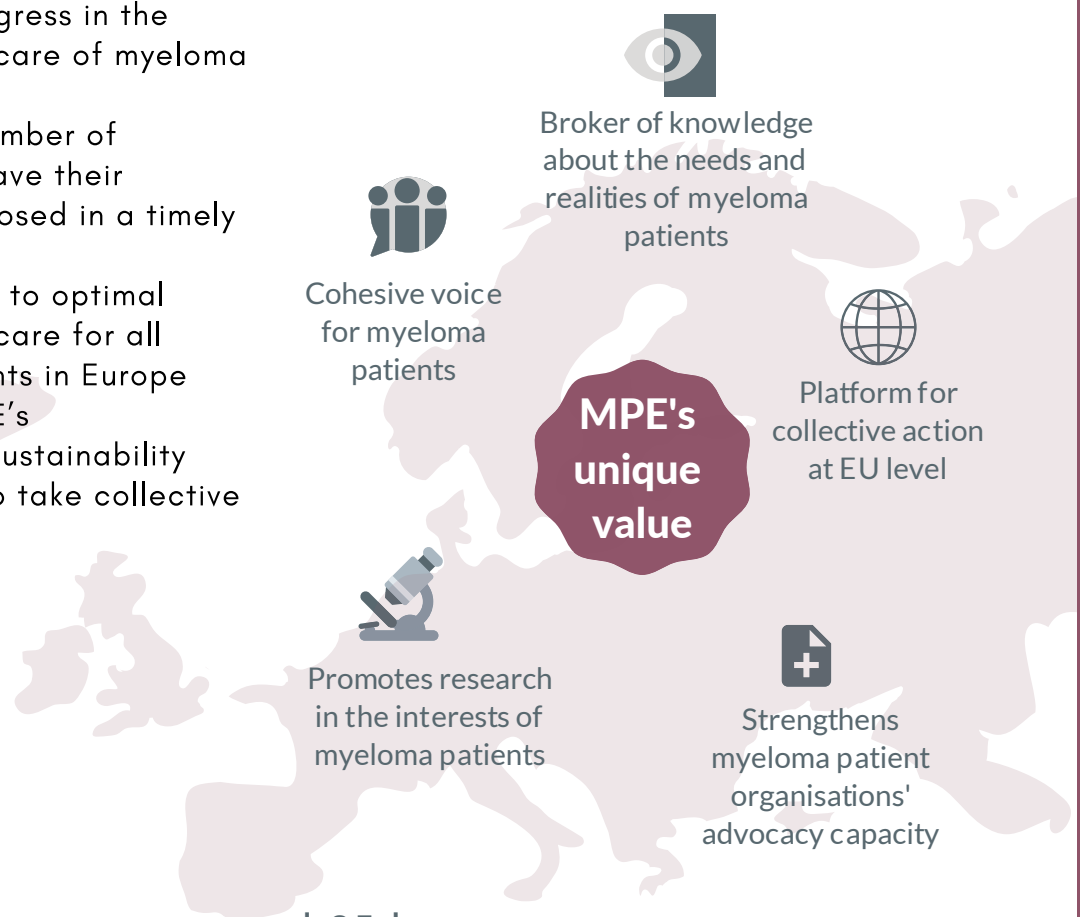 gress in the
care of myeloma
mber of
ave their
osed in a timely
to optimal
care for all
nts in Europe
E’s
ustainability
o take collective
Broker of knowledge
about the needs and
realities of myeloma
patients
Cohesive voice
for myeloma
patients
Platform for
collective action
at EU level
MPE's
unique
value
Promotes research
in the interests of
myeloma patients
Strengthens
myeloma patient
organisations'
advocacy capacity